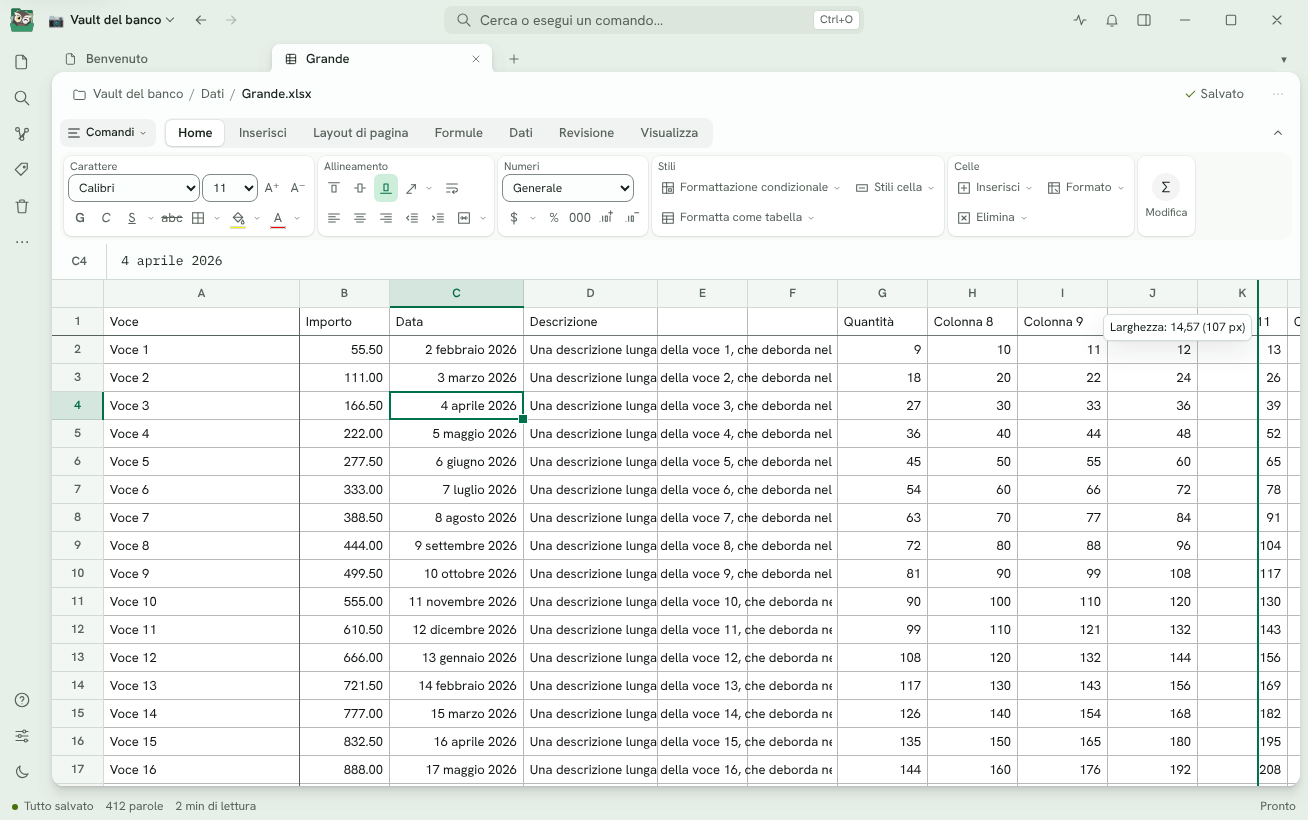 Vault del banco
Cerca o esegui un comando... Ctrl+O
Benvenuto
Grande
Vault del banco / Dati / Grande.xlsx
Salvato
Comandi
Home Inserisci Layout di pagina Formule Dati Revisione Visualizza
Carattere Allineamento Numeri Stili Celle
Calibri 11 A⁺ A⁻ Generale Formattazione condizionale Stili cella Inserisci Formato Σ
G C S abc A $ % 000 Formatta come tabella Elimina Modifica
C4 4 aprile 2026
A B C D E F G H I J K
1 Voce Importo Data Descrizione Quantità Colonna 8 Colonna 9 11
Larghezza: 14,57 (107 px)
2 Voce 1 55.50 2 febbraio 2026 Una descrizione lunga della voce 1, che deborda nel 9 10 11 12 13
3 Voce 2 111.00 3 marzo 2026 Una descrizione lunga della voce 2, che deborda nel 18 20 22 24 26
4 Voce 3 166.50 4 aprile 2026 Una descrizione lunga della voce 3, che deborda nel 27 30 33 36 39
5 Voce 4 222.00 5 maggio 2026 Una descrizione lunga della voce 4, che deborda nel 36 40 44 48 52
6 Voce 5 277.50 6 giugno 2026 Una descrizione lunga della voce 5, che deborda nel 45 50 55 60 65
7 Voce 6 333.00 7 luglio 2026 Una descrizione lunga della voce 6, che deborda nel 54 60 66 72 78
8 Voce 7 388.50 8 agosto 2026 Una descrizione lunga della voce 7, che deborda nel 63 70 77 84 91
9 Voce 8 444.00 9 settembre 2026 Una descrizione lunga della voce 8, che deborda nel 72 80 88 96 104
10 Voce 9 499.50 10 ottobre 2026 Una descrizione lunga della voce 9, che deborda nel 81 90 99 108 117
11 Voce 10 555.00 11 novembre 2026 Una descrizione lunga della voce 10, che deborda ne 90 100 110 120 130
12 Voce 11 610.50 12 dicembre 2026 Una descrizione lunga della voce 11, che deborda ne 99 110 121 132 143
13 Voce 12 666.00 13 gennaio 2026 Una descrizione lunga della voce 12, che deborda ne 108 120 132 144 156
14 Voce 13 721.50 14 febbraio 2026 Una descrizione lunga della voce 13, che deborda ne 117 130 143 156 169
15 Voce 14 777.00 15 marzo 2026 Una descrizione lunga della voce 14, che deborda ne 126 140 154 168 182
16 Voce 15 832.50 16 aprile 2026 Una descrizione lunga della voce 15, che deborda ne 135 150 165 180 195
17 Voce 16 888.00 17 maggio 2026 Una descrizione lunga della voce 16, che deborda ne 144 160 176 192 208
Tutto salvato 412 parole 2 min di lettura Pronto